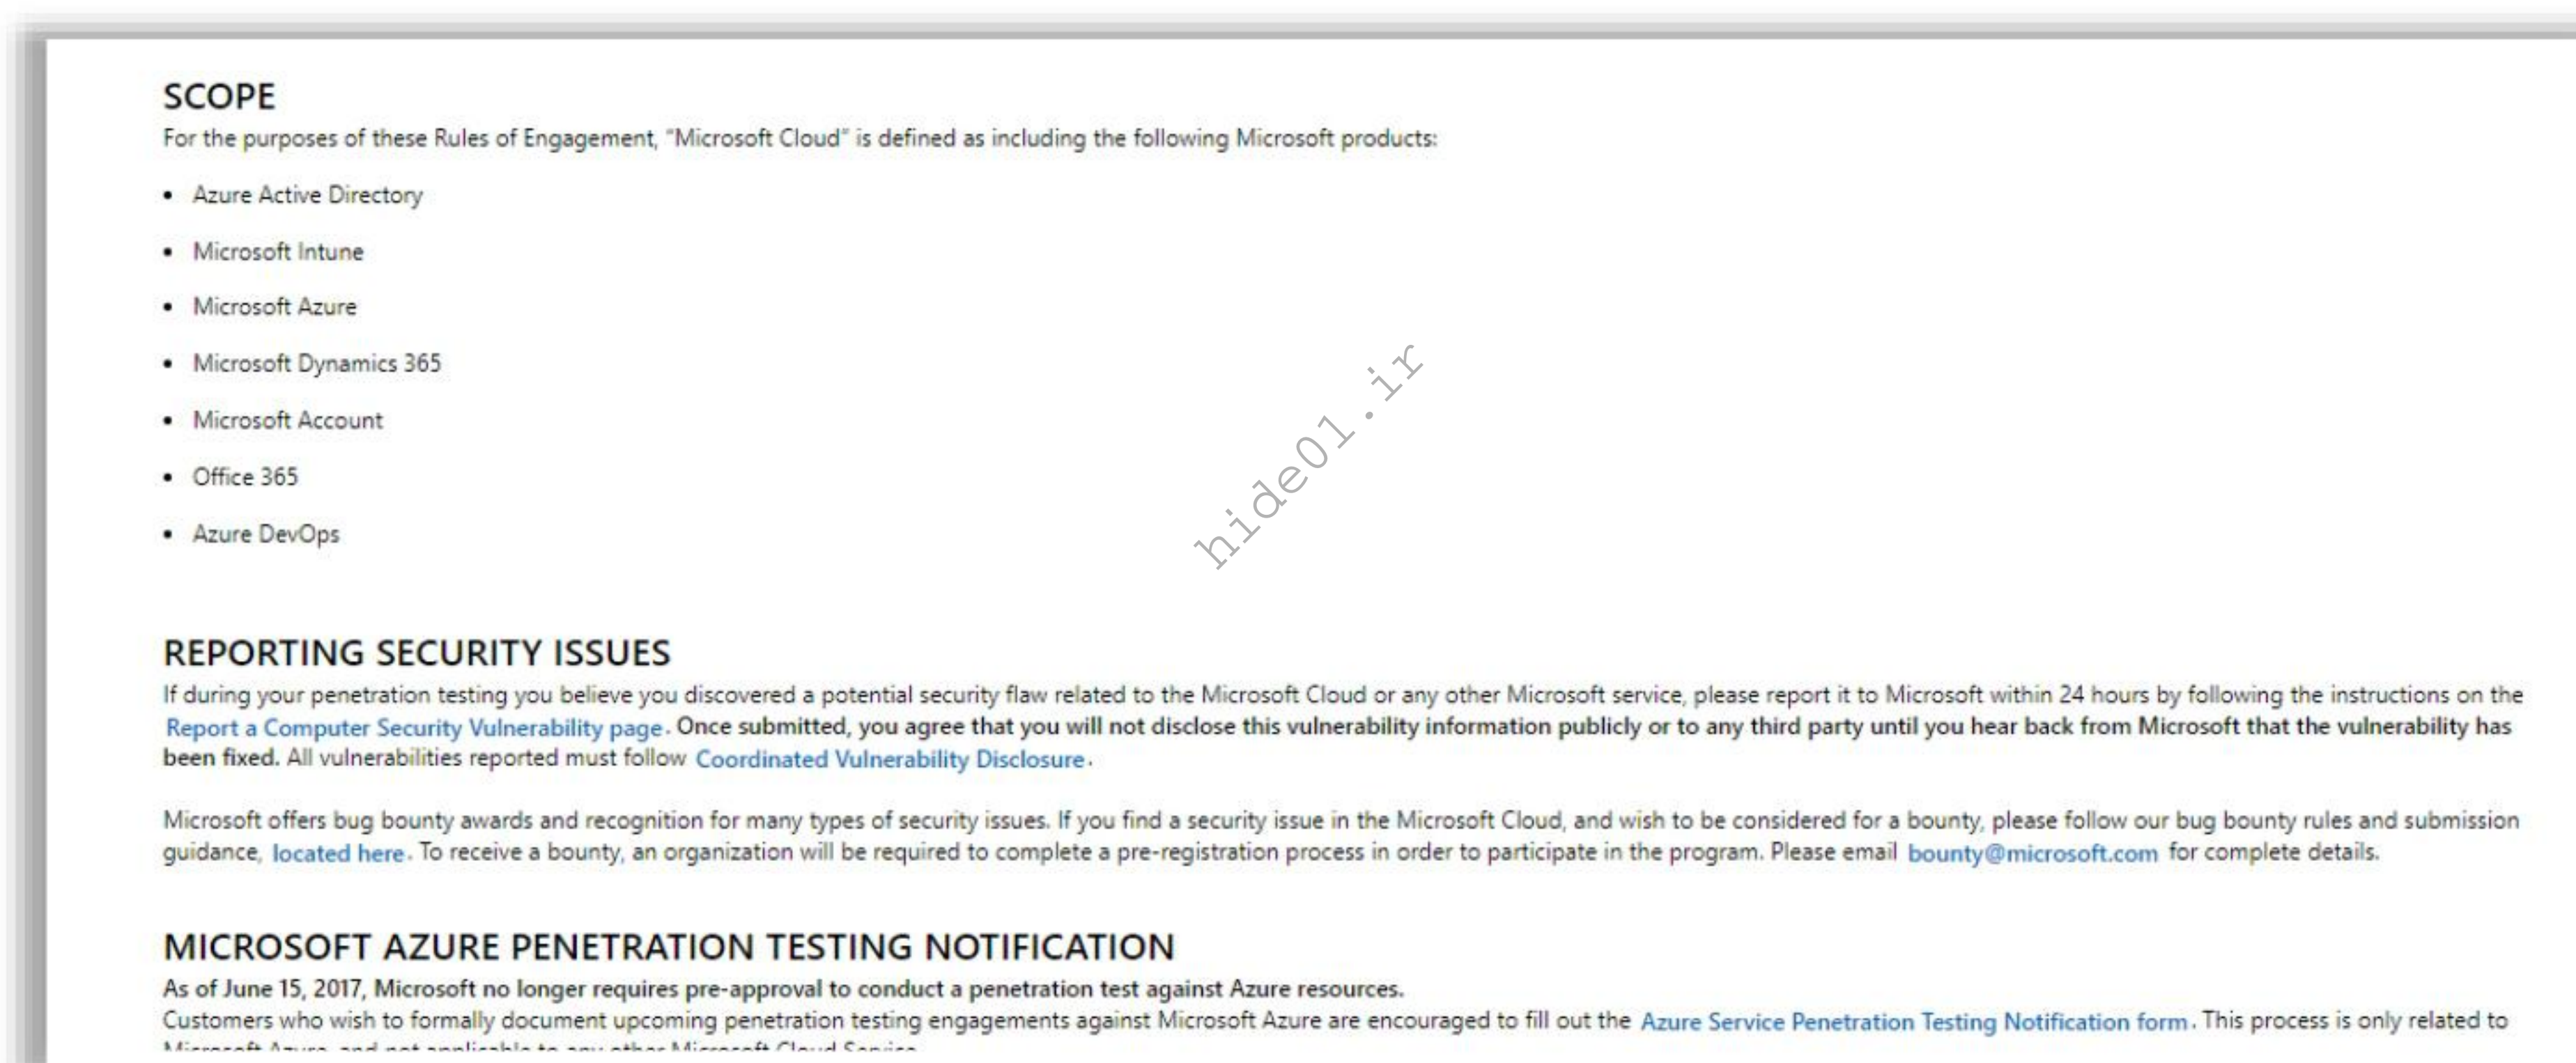 SCOPE
For the purposes of these Rules of Engagement, "Microsoft Cloud" is defined as including the following Microsoft products:
• Azure Active Directory
• Microsoft Intune
• Microsoft Azure
• Microsoft Dynamics 365
• Microsoft Account
• Office 365
• Azure DevOps
hide01.ir
REPORTING SECURITY ISSUES
If during your penetration testing you believe you discovered a potential security flaw related to the Microsoft Cloud or any other Microsoft service, please report it to Microsoft within 24 hours by following the instructions on the
Report a Computer Security Vulnerability page. Once submitted, you agree that you will not disclose this vulnerability information publicly or to any third party until you hear back from Microsoft that the vulnerability has
been fixed. All vulnerabilities reported must follow Coordinated Vulnerability Disclosure.
Microsoft offers bug bounty awards and recognition for many types of security issues. If you find a security issue in the Microsoft Cloud, and wish to be considered for a bounty, please follow our bug bounty rules and submission
guidance, located here. To receive a bounty, an organization will be required to complete a pre-registration process in order to participate in the program. Please email bounty@microsoft.com for complete details.
MICROSOFT AZURE PENETRATION TESTING NOTIFICATION
As of June 15, 2017, Microsoft no longer requires pre-approval to conduct a penetration test against Azure resources.
Customers who wish to formally document upcoming penetration testing engagements against Microsoft Azure are encouraged to fill out the Azure Service Penetration Testing Notification form. This process is only related to
Microsoft Azure, and not applicable to any other Microsoft Cloud Service.